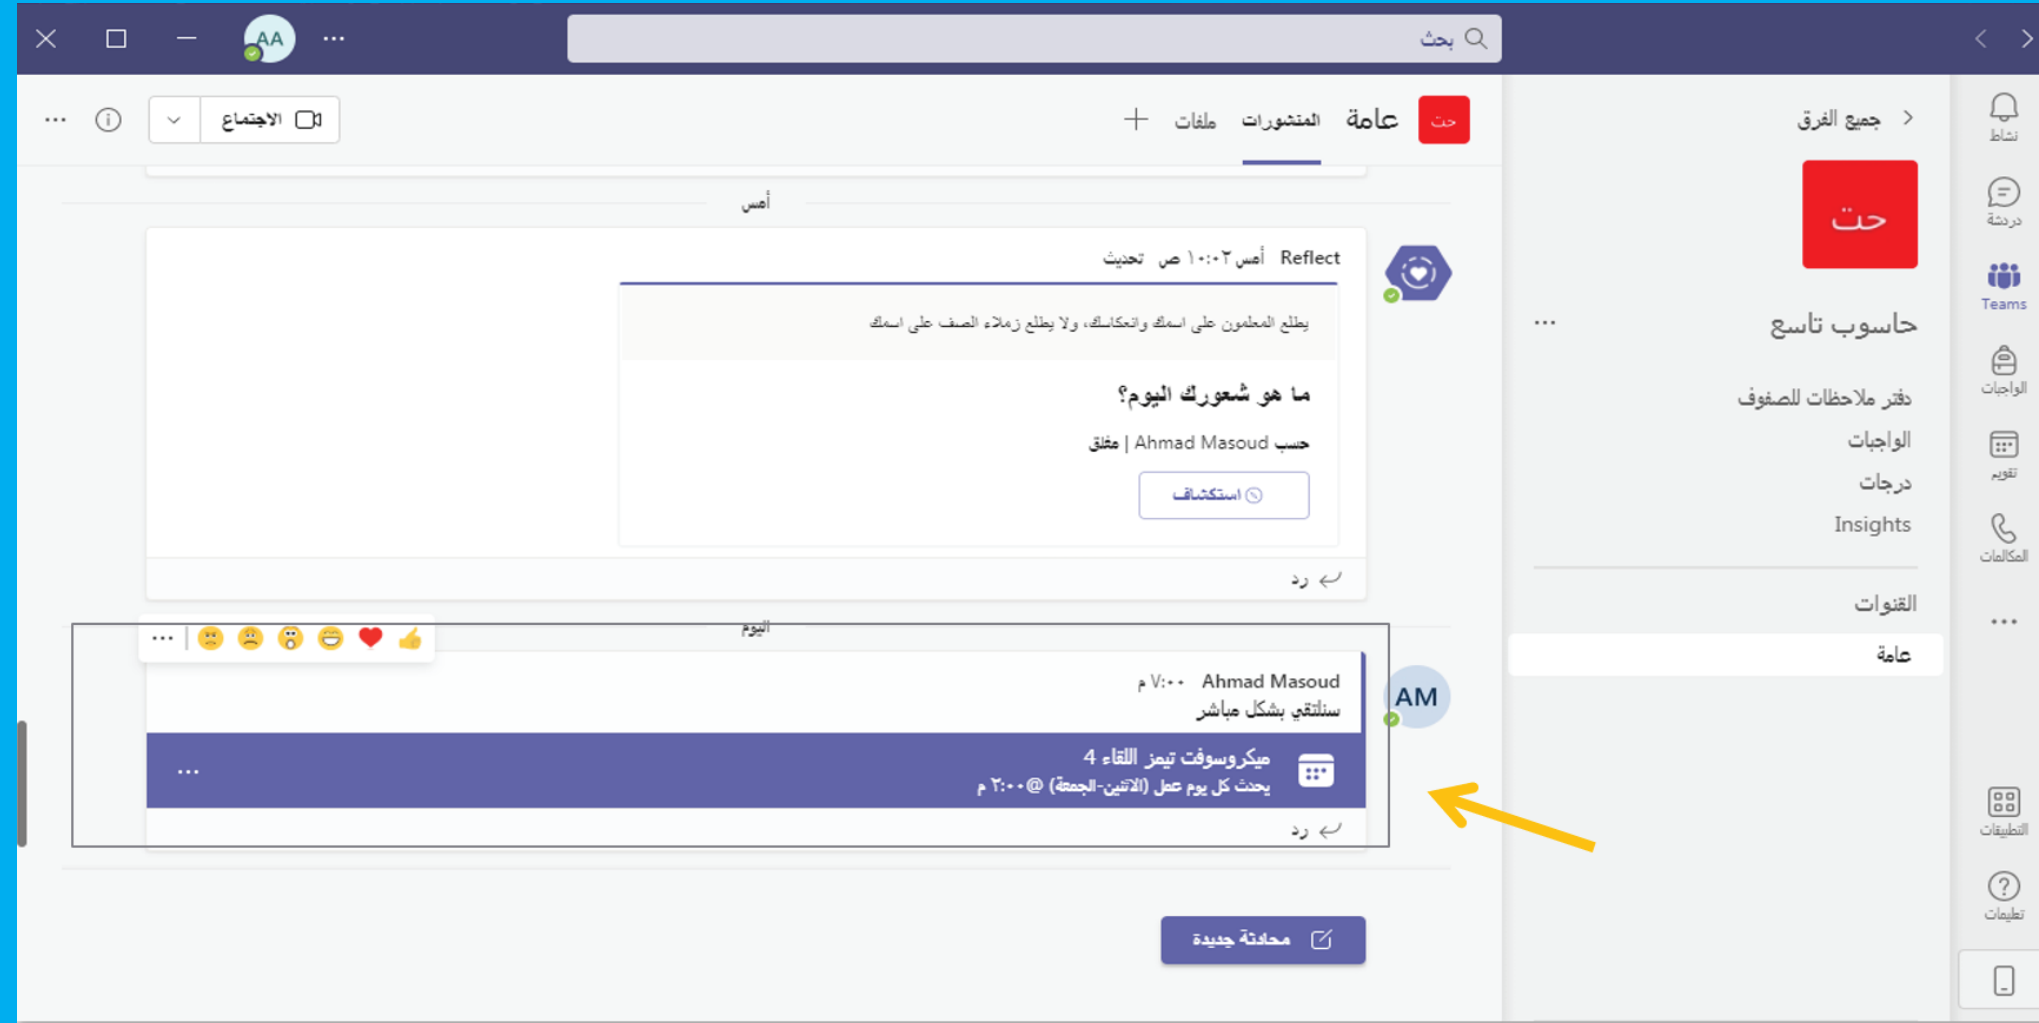 AA
بحث
نشاط
دردشة
Teams
الواجبات
تقويم
المكالمات
التطبيقات
تعليمات
جميع الفرق
حت
حاسوب تاسع
دفتر ملاحظات للصفوف
الواجبات
درجات
Insights
القنوات
عامة
حت عامة المنشورات ملفات
الاجتماع
أمس
Reflect أمس ١٠:٠٢ ص تحديث
يطلع المعلمون على اسمك وانعكاسك، ولا يطلع زملاء الصف على اسمك
ما هو شعورك اليوم؟
حسب Ahmad Masoud | مغلق
استكشاف
رد
اليوم
AM
Ahmad Masoud ٧:٠٠ م
سنلتقي بشكل مباشر
ميكروسوفت تيمز اللقاء 4
يحدث كل يوم عمل (الاثنين-الجمعة) @٢:٠٠ م
رد
محادثة جديدة